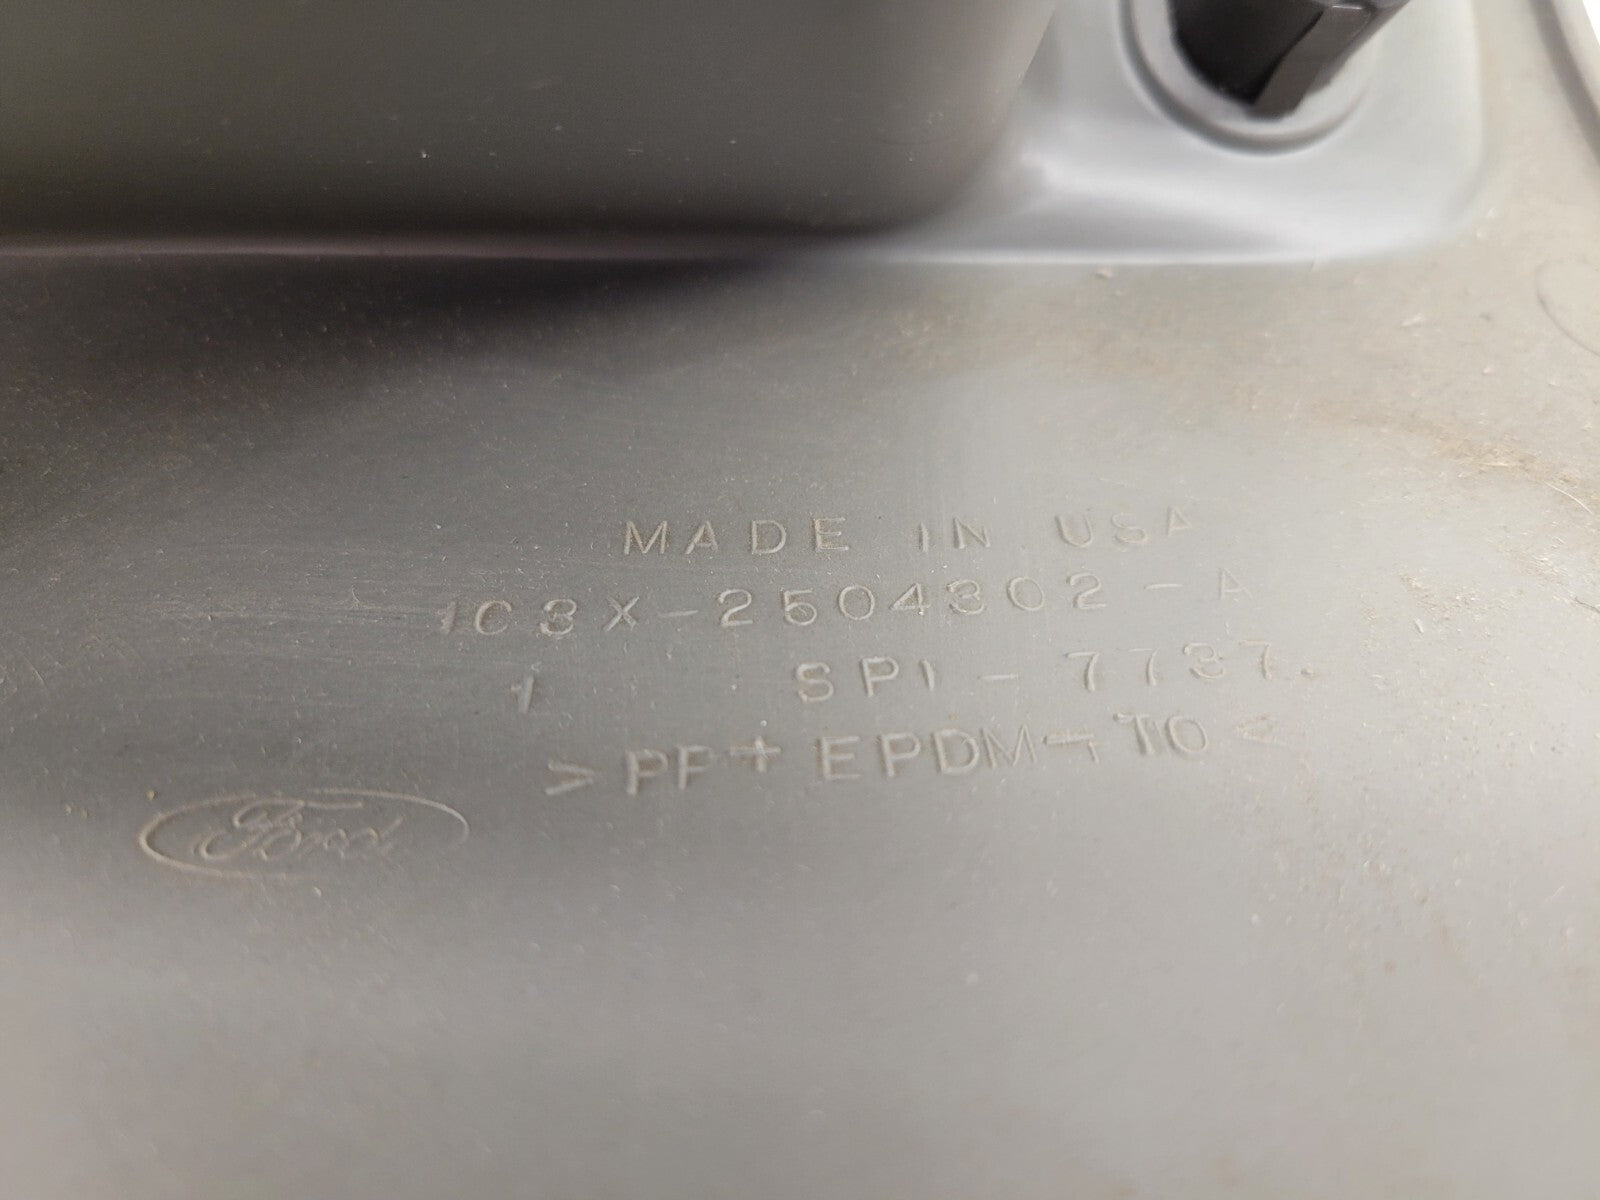 MADE IN USA
1C3X-2504302-A
1 SPI-7737.
>PP+EPDM-T10<
Ford